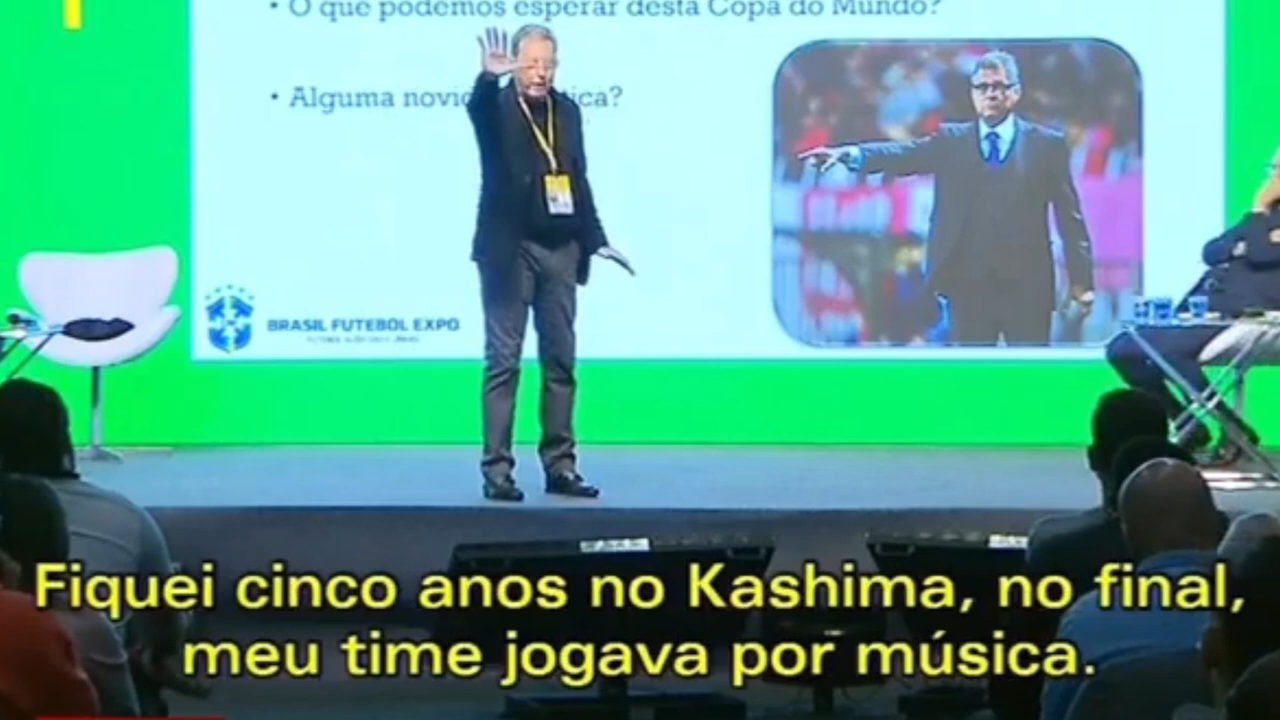 • O que podemos esperar desta Copa do Mundo?
• Alguma novid tica?
BRASIL FUTEBOL EXPO
Fiquei cinco anos no Kashima, no final,
meu time jogava por música.